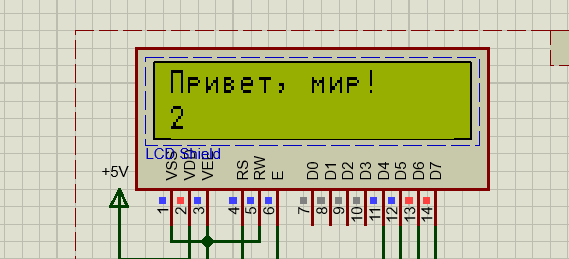 Привет, мир!
2
LCD Shield
+5V
VSS VDD VEE RS RW E D0 D1 D2 D3 D4 D5 D6 D7
1 2 3 4 5 6 7 8 9 10 11 12 13 14